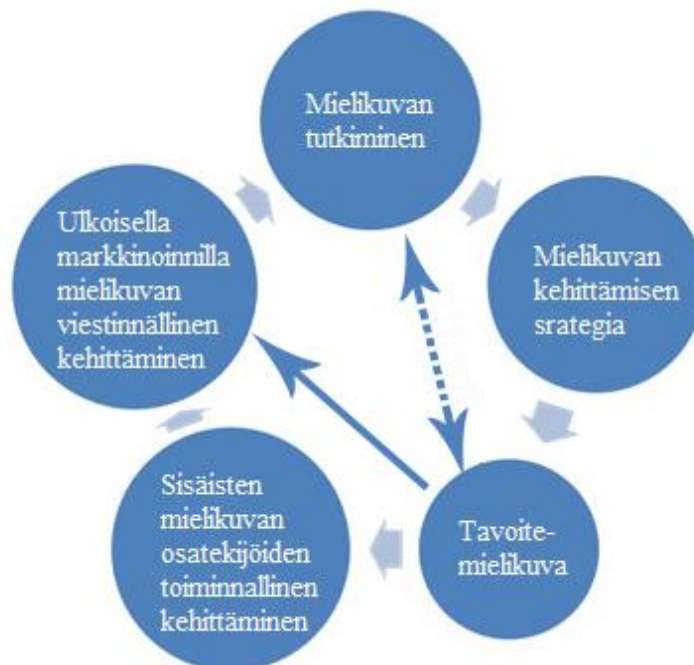 Mielikuvan
tutkiminen
Mielikuvan
kehittämisen
srategia
Tavoite-
mielikuva
Sisäisten
mielikuvan
osatekijöiden
toiminnallinen
kehittäminen
Ulkoisella
markkinoinnilla
mielikuvan
viestinnällinen
kehittäminen